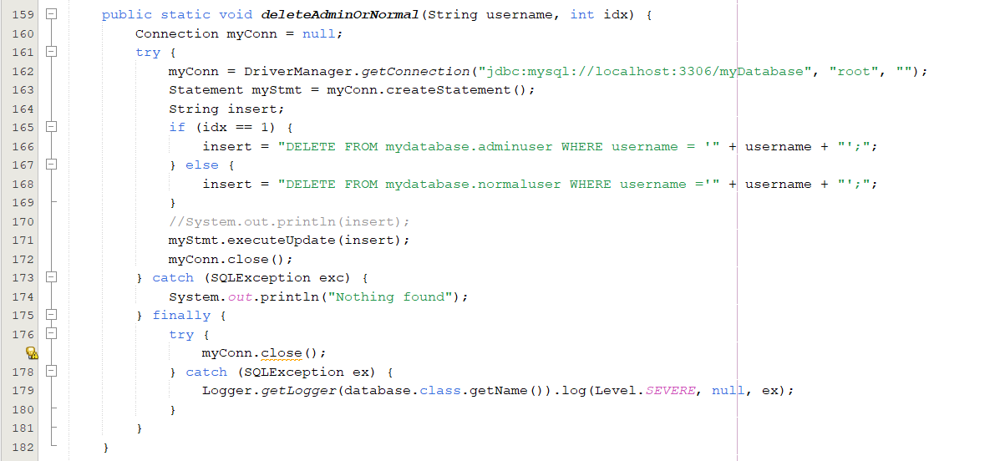 159 public static void deleteAdminOrNormal(String username, int idx) {
160 Connection myConn = null;
161 try {
162 myConn = DriverManager.getConnection("jdbc:mysql://localhost:3306/myDatabase", "root", "");
163 Statement myStmt = myConn.createStatement();
164 String insert;
165 if (idx == 1) {
166 insert = "DELETE FROM mydatabase.adminuser WHERE username = '" + username + "';";
167 } else {
168 insert = "DELETE FROM mydatabase.normaluser WHERE username ='" + username + "';";
169 }
170 //System.out.println(insert);
171 myStmt.executeUpdate(insert);
172 myConn.close();
173 } catch (SQLException exc) {
174 System.out.println("Nothing found");
175 } finally {
176 try {
myConn.close();
178 } catch (SQLException ex) {
179 Logger.getLogger(database.class.getName()).log(Level.SEVERE, null, ex);
180 }
181 }
182 }